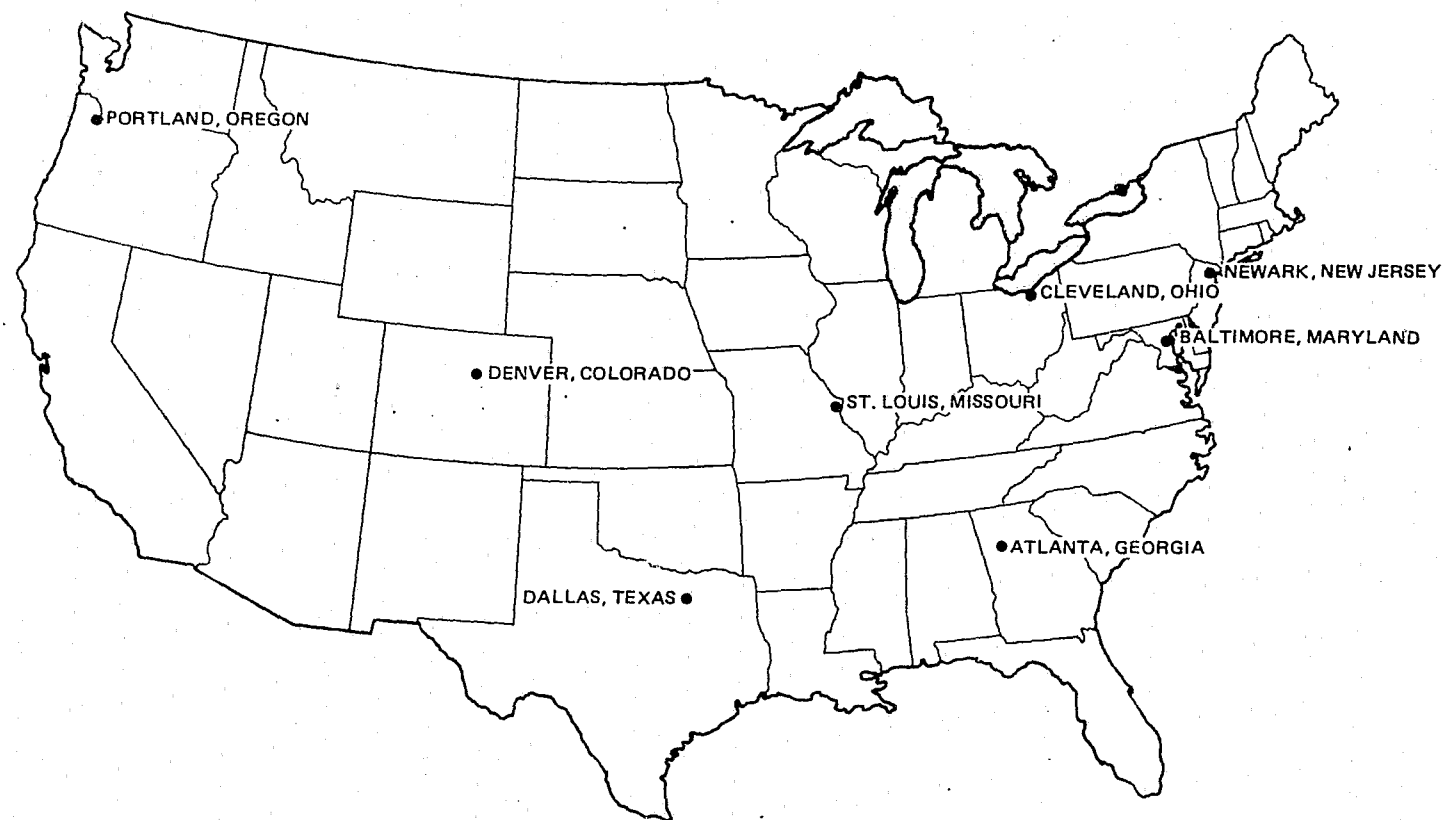 PORTLAND, OREGON
NEWARK, NEW JERSEY
CLEVELAND, OHIO
BALTIMORE, MARYLAND
DENVER, COLORADO
ST. LOUIS, MISSOURI
ATLANTA, GEORGIA
DALLAS, TEXAS